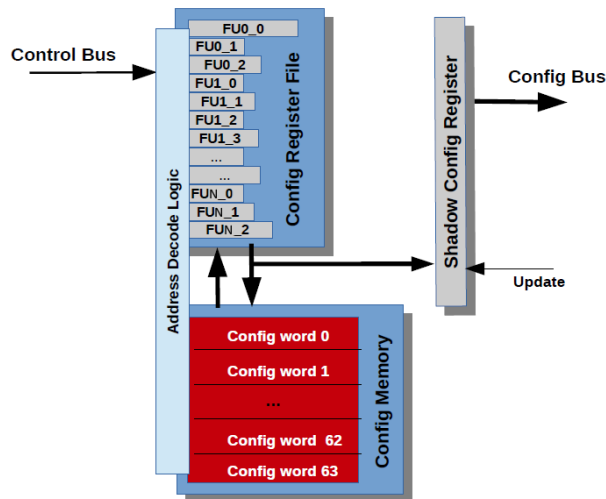 Control Bus
Address Decode Logic
FU0_0
FU0_1
FU0_2
FU1_0
FU1_1
FU1_2
FU1_3
...
...
FUN_0
FUN_1
FUN_2
Config Register File
Shadow Config Register
Config Bus
Update
Config word 0
Config word 1
...
Config word 62
Config word 63
Config Memory